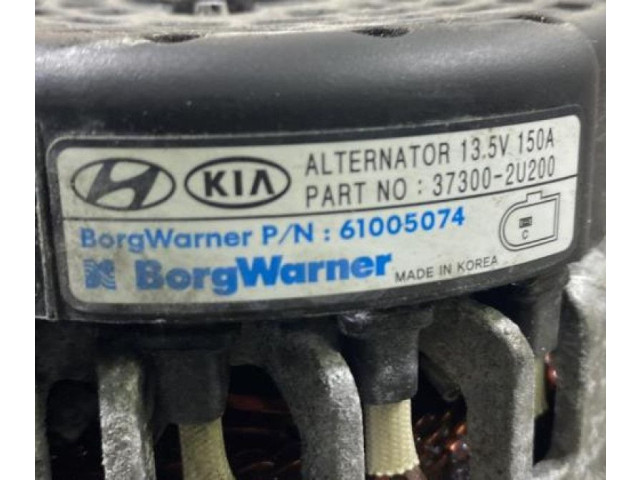 KIA ALTERNATOR 13.5V 150A
PART NO : 37300-2U200
BorgWarner P/N : 61005074
BorgWarner MADE IN KOREA
C